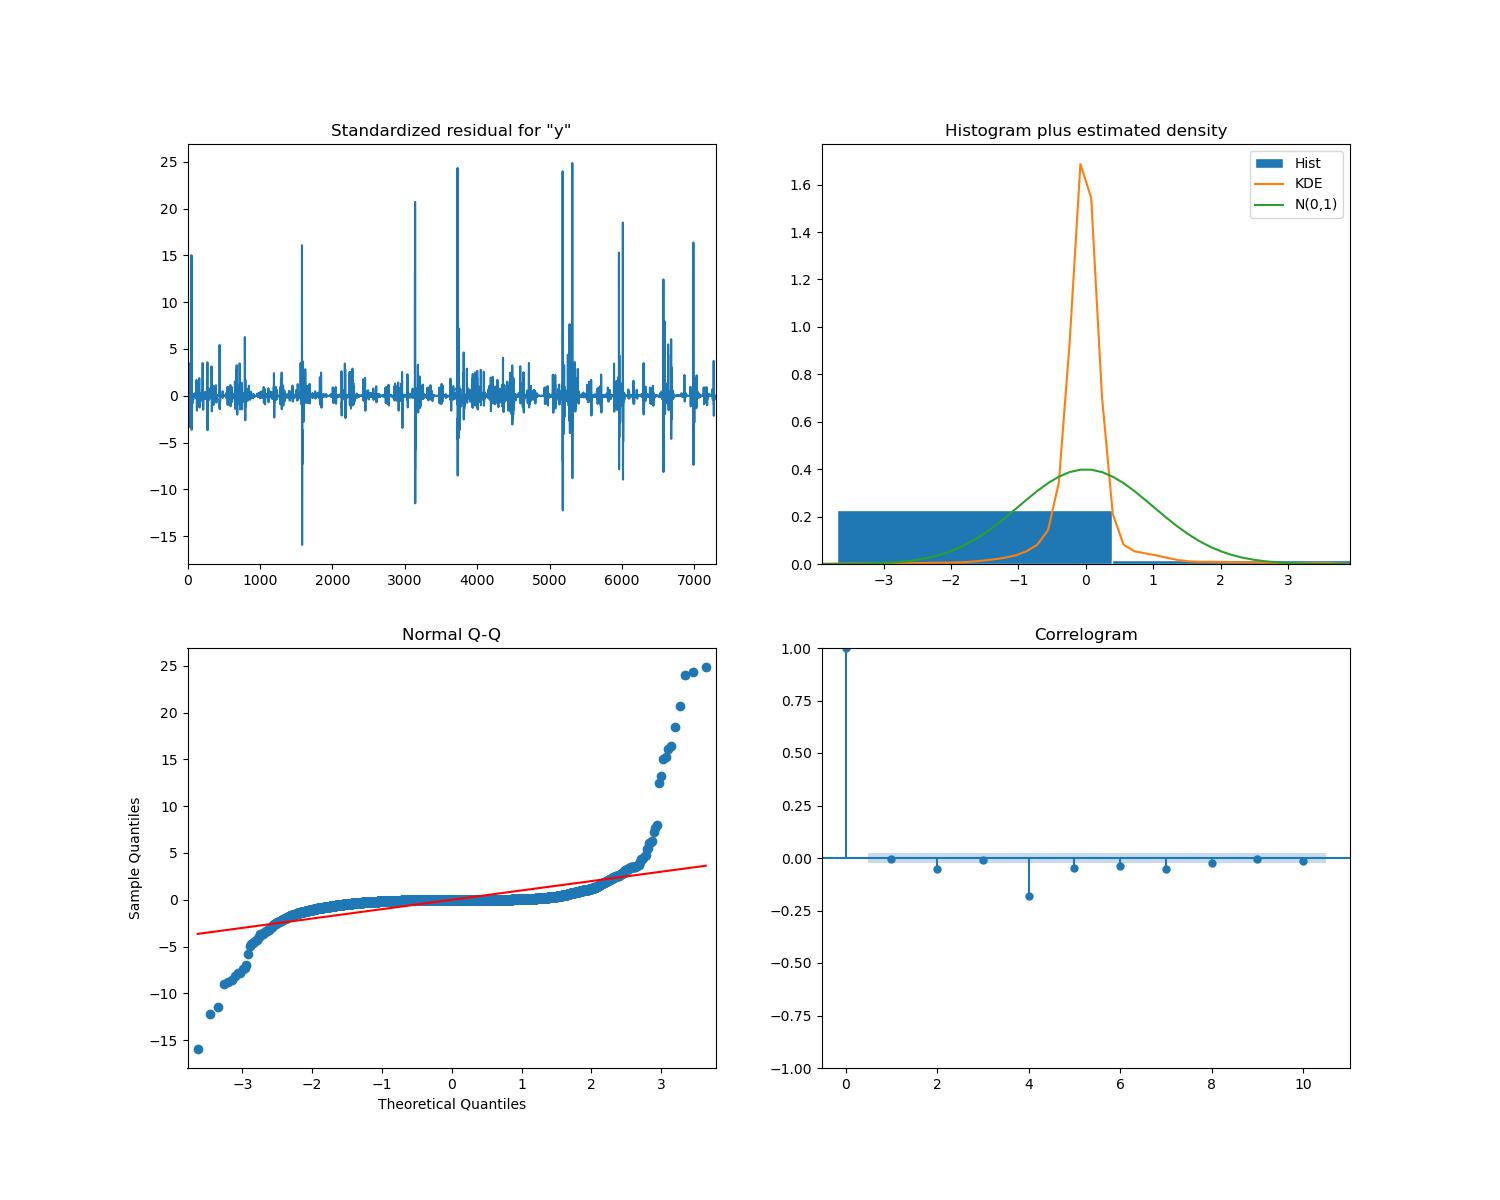 Standardized residual for "y"
25
20
15
10
5
0
−5
−10
−15
0 1000 2000 3000 4000 5000 6000 7000
Histogram plus estimated density
Hist
KDE
N(0,1)
1.6
1.4
1.2
1.0
0.8
0.6
0.4
0.2
0.0
−3 −2 −1 0 1 2 3
Normal Q-Q
Sample Quantiles
25
20
15
10
5
0
−5
−10
−15
−3 −2 −1 0 1 2 3
Theoretical Quantiles
Correlogram
1.00
0.75
0.50
0.25
0.00
−0.25
−0.50
−0.75
−1.00
0 2 4 6 8 10